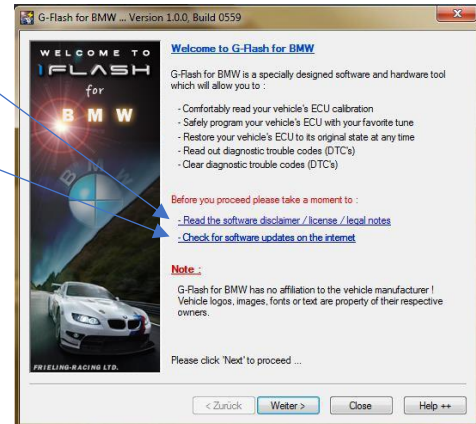 G-Flash for BMW ... Version 1.0.0, Build 0559
WELCOME TO
IFLASH
for
BMW
BMW
FRIELING-RACING LTD.
Welcome to G-Flash for BMW
G-Flash for BMW is a specially designed software and hardware tool
which will allow you to :
- Comfortably read your vehicle's ECU calibration
- Safely program your vehicle's ECU with your favorite tune
- Restore your vehicle's ECU to its original state at any time
- Read out diagnostic trouble codes (DTC's)
- Clear diagnostic trouble codes (DTC's)
Before you proceed please take a moment to :
- Read the software disclaimer / license / legal notes
- Check for software updates on the internet
Note :
G-Flash for BMW has no affiliation to the vehicle manufacturer !
Vehicle logos, images, fonts or text are property of their respective
owners.
Please click 'Next' to proceed ...
< Zurück
Weiter >
Close
Help ++